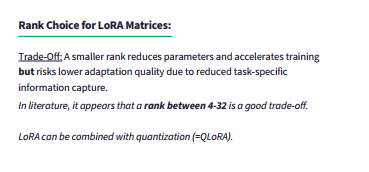 Rank Choice for LoRA Matrices:
Trade-Off: A smaller rank reduces parameters and accelerates training
but risks lower adaptation quality due to reduced task-specific
information capture.
In literature, it appears that a rank between 4-32 is a good trade-off.
LoRA can be combined with quantization (=QLoRA).